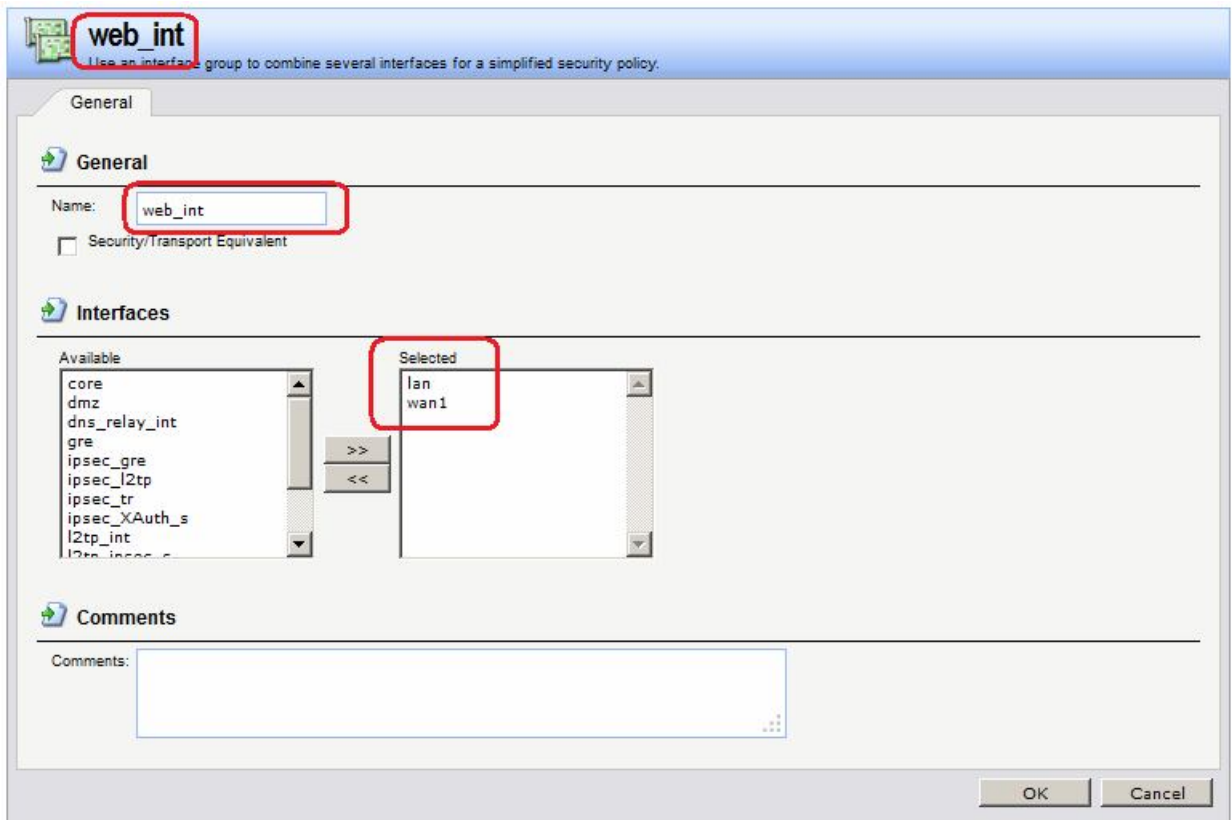 web_int
Use an interface group to combine several interfaces for a simplified security policy.
General
General
Name:
web_int
Security/Transport Equivalent
Interfaces
Available
core
dmz
dns_relay_int
gre
ipsec_gre
ipsec_l2tp
ipsec_tr
ipsec_XAuth_s
l2tp_int
>>
<<
Selected
lan
wan1
Comments
Comments:
OK
Cancel